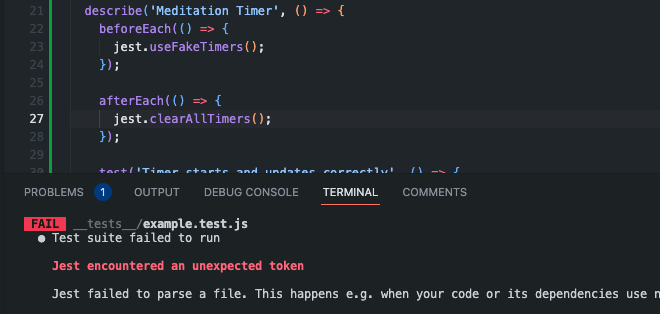 21 describe('Meditation Timer', () => {
22 beforeEach(() => {
23 jest.useFakeTimers();
24 });
25
26 afterEach(() => {
27 jest.clearAllTimers();
28 });
29
30 test('Timer starts and updates correctly', () => {
PROBLEMS 1 OUTPUT DEBUG CONSOLE TERMINAL COMMENTS
FAIL __tests__/example.test.js
● Test suite failed to run
Jest encountered an unexpected token
Jest failed to parse a file. This happens e.g. when your code or its dependencies use